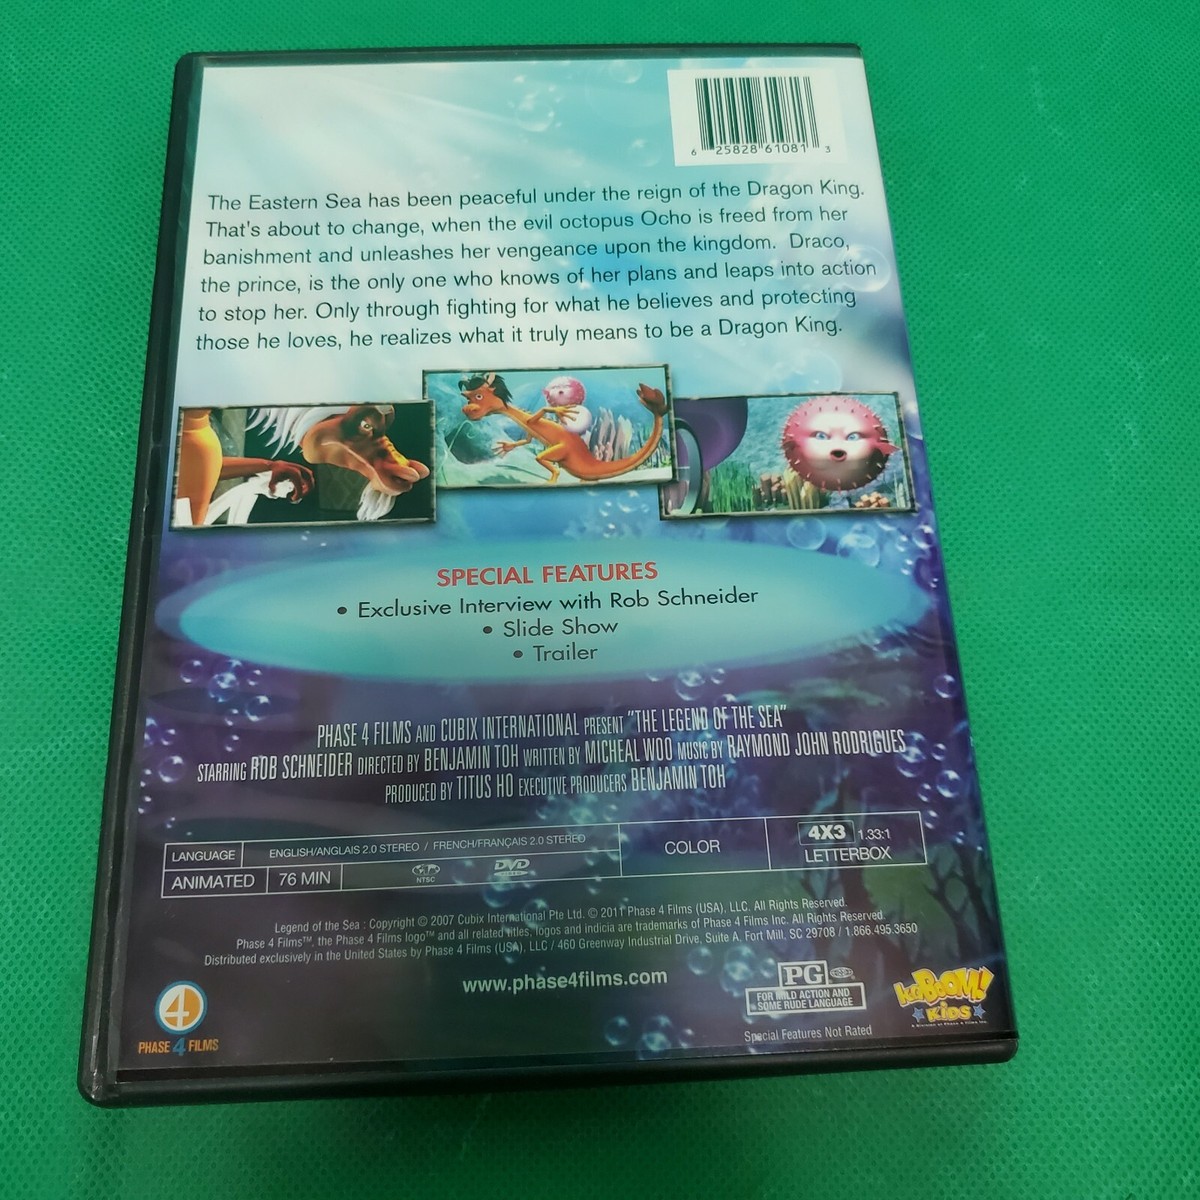 6 25828 61081 3
The Eastern Sea has been peaceful under the reign of the Dragon King.
That's about to change, when the evil octopus Ocho is freed from her
banishment and unleashes her vengeance upon the kingdom. Draco,
the prince, is the only one who knows of her plans and leaps into action
to stop her. Only through fighting for what he believes and protecting
those he loves, he realizes what it truly means to be a Dragon King.
SPECIAL FEATURES
• Exclusive Interview with Rob Schneider
• Slide Show
• Trailer
PHASE 4 FILMS AND CUBIX INTERNATIONAL PRESENT "THE LEGEND OF THE SEA"
STARRING ROB SCHNEIDER DIRECTED BY BENJAMIN TOH WRITTEN BY MICHEAL WOO MUSIC BY RAYMOND JOHN RODRIGUES
PRODUCED BY TITUS HO EXECUTIVE PRODUCERS BENJAMIN TOH
LANGUAGE ENGLISH/ANGLAIS 2.0 STEREO / FRENCH/FRANÇAIS 2.0 STEREO
ANIMATED 76 MIN NTSC DVD VIDEO
COLOR
4X3 1.33:1
LETTERBOX
Legend of the Sea : Copyright © 2007 Cubix International Pte Ltd. © 2011 Phase 4 Films (USA), LLC. All Rights Reserved.
Phase 4 Films™, the Phase 4 Films logo™ and all related titles, logos and indicia are trademarks of Phase 4 Films Inc. All Rights Reserved.
Distributed exclusively in the United States by Phase 4 Films (USA), LLC / 460 Greenway Industrial Drive, Suite A, Fort Mill, SC 29708 / 1.866.495.3650
www.phase4films.com
4
PHASE 4 FILMS
PG
FOR MILD ACTION AND
SOME RUDE LANGUAGE
Special Features Not Rated
KABOOM!
KIDS
A Division of Phase 4 Films Inc.